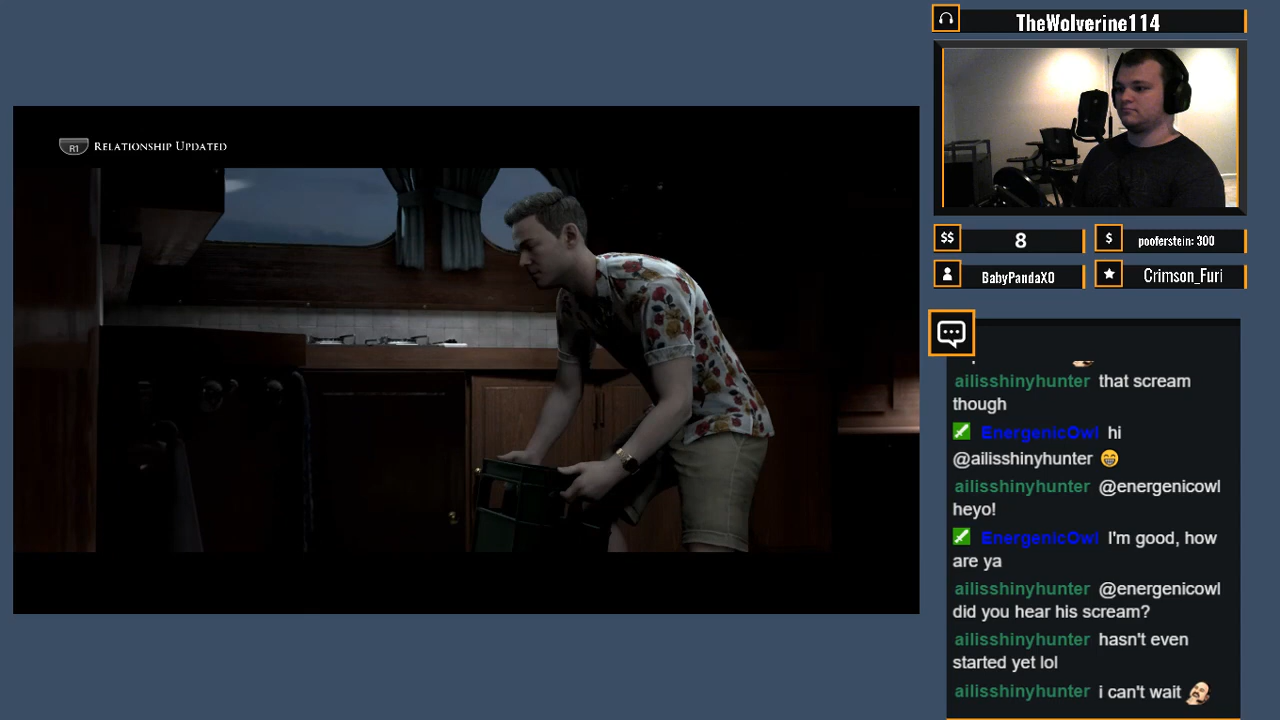 TheWolverine114
R1 RELATIONSHIP UPDATED
$$ 8
$ pooferstein: 300
BabyPandaXO
Crimson_Furi
ailisshinyhunter that scream
though
EnergenicOwl hi
@ailisshinyhunter 😁
ailisshinyhunter @energenicowl
heyo!
EnergenicOwl I'm good, how
are ya
ailisshinyhunter @energenicowl
did you hear his scream?
ailisshinyhunter hasn't even
started yet lol
ailisshinyhunter i can't wait